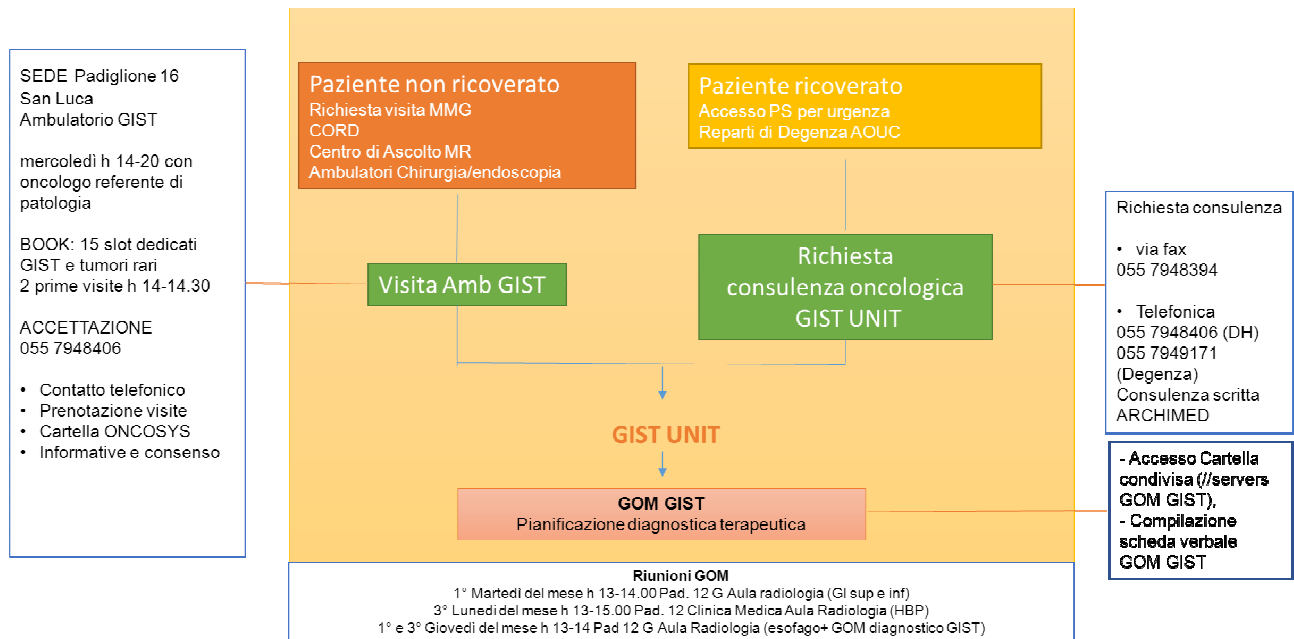 SEDE Padiglione 16
San Luca
Ambulatorio GIST
mercoledì h 14-20 con
oncologo referente di
patologia
BOOK: 15 slot dedicati
GIST e tumori rari
2 prime visite h 14-14.30
ACCETTAZIONE
055 7948406
• Contatto telefonico
• Prenotazione visite
• Cartella ONCOSYS
• Informative e consenso
Paziente non ricoverato
Richiesta visita MMG
CORD
Centro di Ascolto MR
Ambulatori Chirurgia/endoscopia
Paziente ricoverato
Accesso PS per urgenza
Reparti di Degenza AOUC
Visita Amb GIST
Richiesta
consulenza oncologica
GIST UNIT
Richiesta consulenza
• via fax
055 7948394
• Telefonica
055 7948406 (DH)
055 7949171
(Degenza)
Consulenza scritta
ARCHIMED
GIST UNIT
GOM GIST
Pianificazione diagnostica terapeutica
- Accesso Cartella
condivisa (//servers
GOM GIST),
- Compilazione
scheda verbale
GOM GIST
Riunioni GOM
1° Martedì del mese h 13-14.00 Pad. 12 G Aula radiologia (GI sup e inf)
3° Lunedì del mese h 13-15.00 Pad. 12 Clinica Medica Aula Radiologia (HBP)
1° e 3° Giovedì del mese h 13-14 Pad 12 G Aula Radiologia (esofago+ GOM diagnostico GIST)